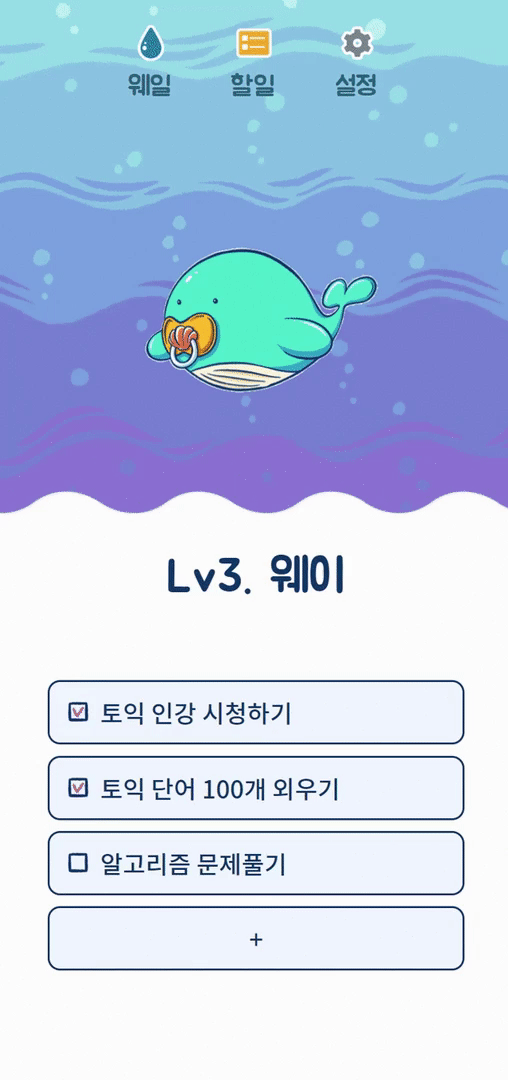 웨일 할일 설정
Lv3. 웨이
토익 인강 시청하기
토익 단어 100개 외우기
알고리즘 문제풀기
+